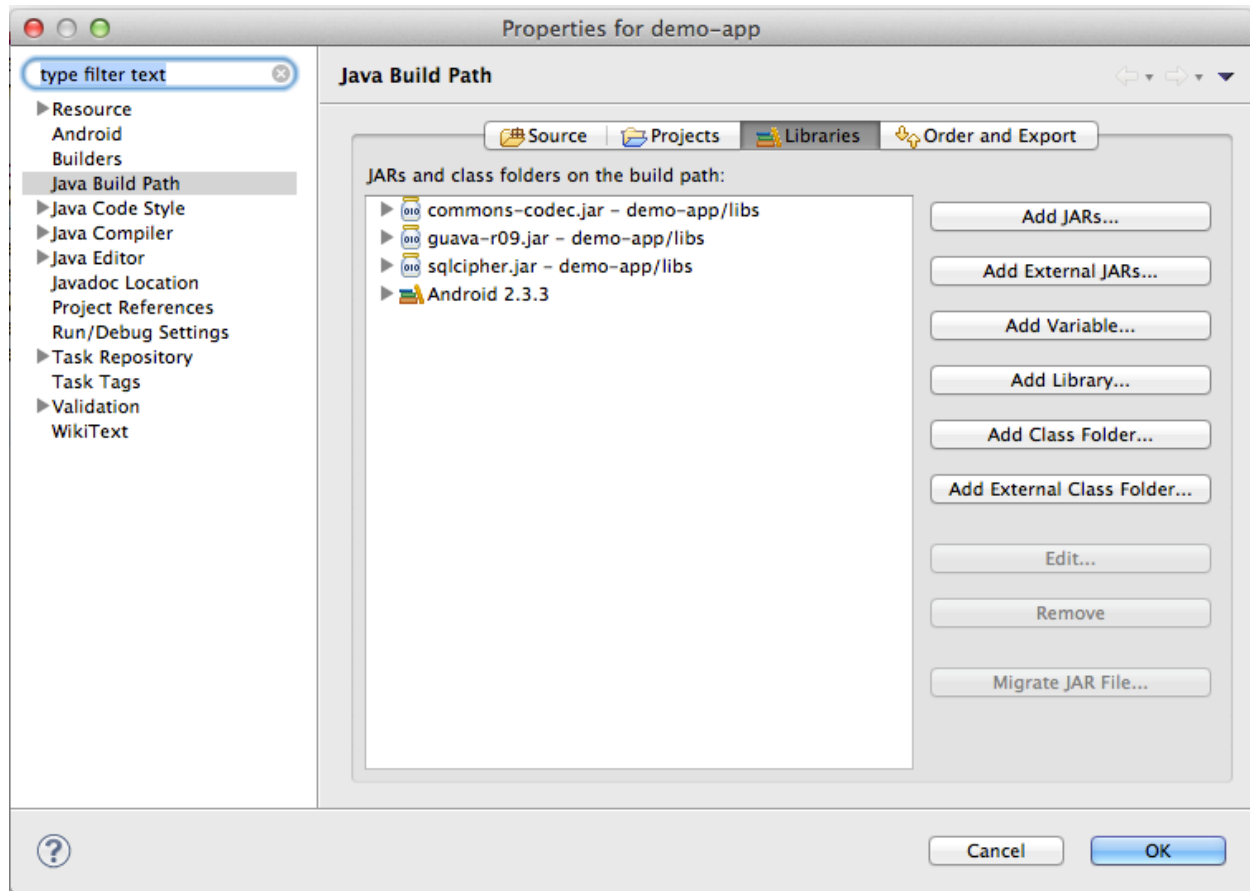 Properties for demo-app
type filter text
Resource
Android
Builders
Java Build Path
Java Code Style
Java Compiler
Java Editor
Javadoc Location
Project References
Run/Debug Settings
Task Repository
Task Tags
Validation
WikiText
Java Build Path
Source Projects Libraries Order and Export
JARs and class folders on the build path:
commons-codec.jar – demo-app/libs
guava-r09.jar – demo-app/libs
sqlcipher.jar – demo-app/libs
Android 2.3.3
Add JARs...
Add External JARs...
Add Variable...
Add Library...
Add Class Folder...
Add External Class Folder...
Edit...
Remove
Migrate JAR File...
?
Cancel OK